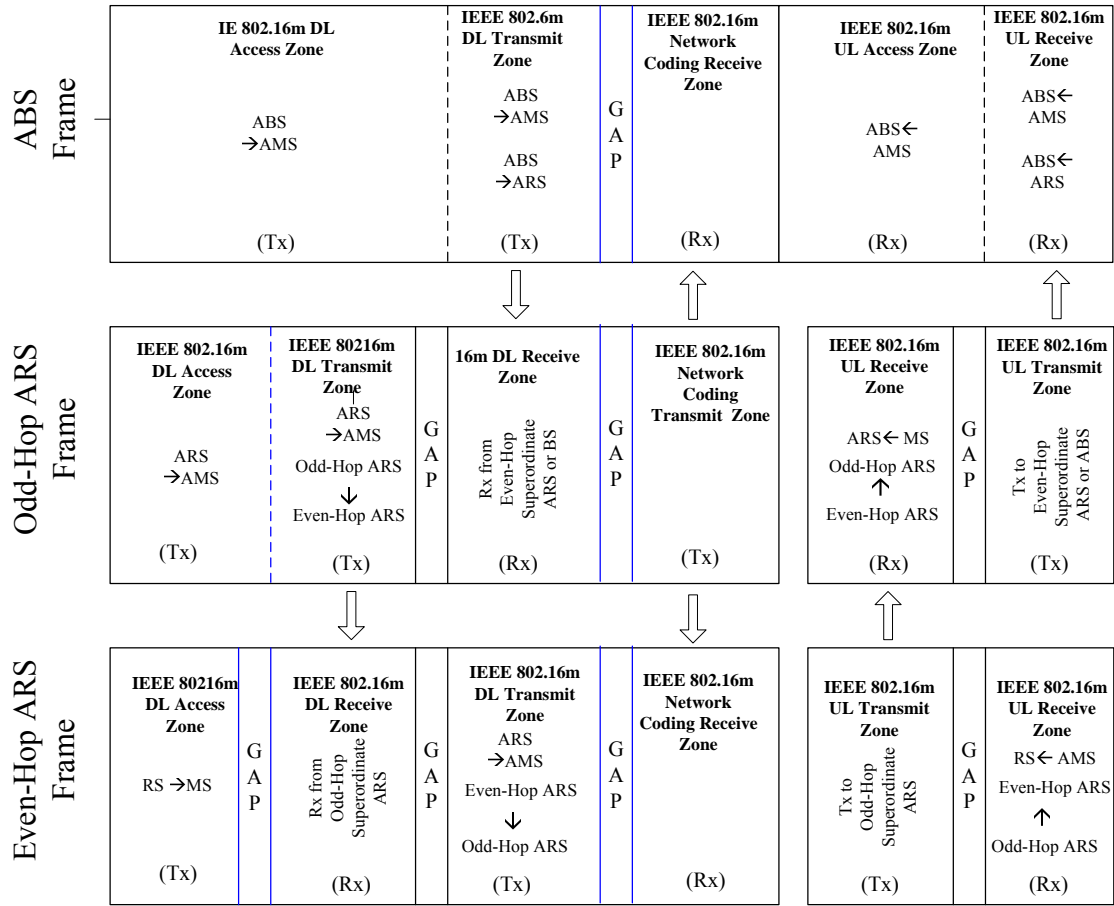 ABS
Frame
IE 802.16m DL
Access Zone
ABS
→AMS
(Tx)
IEEE 802.6m
DL Transmit
Zone
ABS
→AMS
ABS
→ARS
(Tx)
G
A
P
IEEE 802.16m
Network
Coding Receive
Zone
(Rx)
IEEE 802.16m
UL Access Zone
ABS←
AMS
(Rx)
IEEE 802.16m
UL Receive
Zone
ABS←
AMS
ABS←
ARS
(Rx)
Odd-Hop ARS
Frame
IEEE 802.16m
DL Access
Zone
ARS
→AMS
(Tx)
IEEE 80216m
DL Transmit
Zone
ARS
→AMS
Odd-Hop ARS
↓
Even-Hop ARS
(Tx)
G
A
P
16m DL Receive
Zone
Rx from
Even-Hop
Superordinate
ARS or BS
(Rx)
G
A
P
IEEE 802.16m
Network
Coding
Transmit Zone
(Tx)
IEEE 802.16m
UL Receive
Zone
ARS← MS
Odd-Hop ARS
↑
Even-Hop ARS
(Rx)
G
A
P
IEEE 802.16m
UL Transmit
Zone
Tx to
Even-Hop
Superordinate
ARS or ABS
(Tx)
Even-Hop ARS
Frame
IEEE 80216m
DL Access
Zone
RS →MS
(Tx)
G
A
P
IEEE 802.16m
DL Receive
Zone
Rx from
Odd-Hop
Superordinate
ARS
(Rx)
G
A
P
IEEE 802.16m
DL Transmit
Zone
ARS
→AMS
Even-Hop ARS
↓
Odd-Hop ARS
(Tx)
G
A
P
IEEE 802.16m
Network
Coding Receive
Zone
(Rx)
IEEE 802.16m
UL Transmit
Zone
Tx to
Odd-Hop
Superordinate
ARS
(Tx)
G
A
P
IEEE 802.16m
UL Receive
Zone
RS← AMS
Even-Hop ARS
↑
Odd-Hop ARS
(Rx)